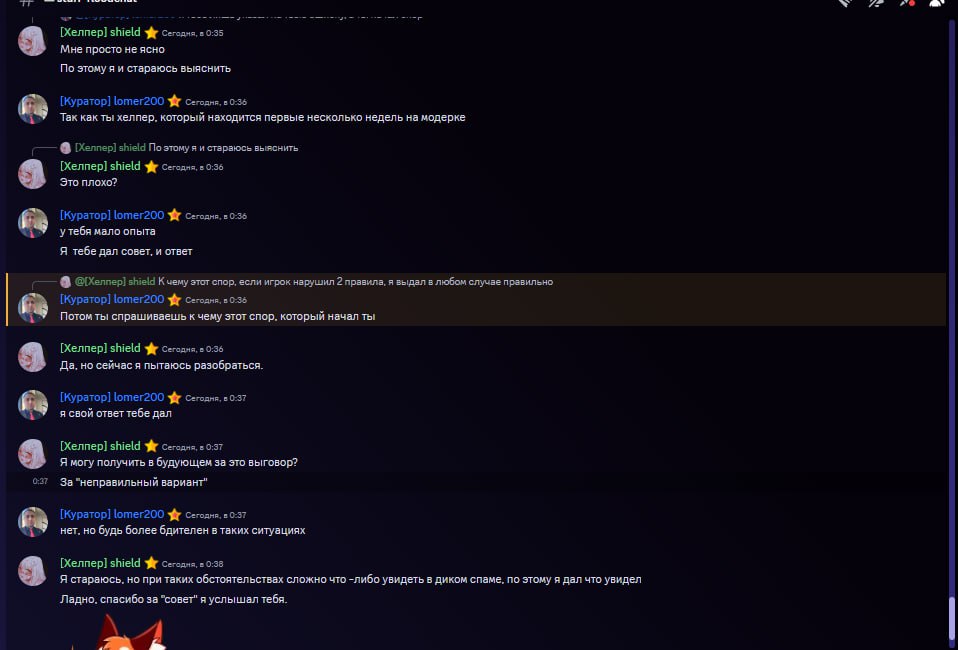 [Хелпер] shield Сегодня, в 0:35
Мне просто не ясно
По этому я и стараюсь выяснить
[Куратор] lomer200 Сегодня, в 0:36
Так как ты хелпер, который находится первые несколько недель на модерке
[Хелпер] shield По этому я и стараюсь выяснить
[Хелпер] shield Сегодня, в 0:36
Это плохо?
[Куратор] lomer200 Сегодня, в 0:36
у тебя мало опыта
Я тебе дал совет, и ответ
@[Хелпер] shield К чему этот спор, если игрок нарушил 2 правила, я выдал в любом случае правильно
[Куратор] lomer200 Сегодня, в 0:36
Потом ты спрашиваешь к чему этот спор, который начал ты
[Хелпер] shield Сегодня, в 0:36
Да, но сейчас я пытаюсь разобраться.
[Куратор] lomer200 Сегодня, в 0:37
я свой ответ тебе дал
[Хелпер] shield Сегодня, в 0:37
Я могу получить в будующем за это выговор?
0:37 За "неправильный вариант"
[Куратор] lomer200 Сегодня, в 0:37
нет, но будь более бдителен в таких ситуациях
[Хелпер] shield Сегодня, в 0:38
Я стараюсь, но при таких обстоятельствах сложно что -либо увидеть в диком спаме, по этому я дал что увидел
Ладно, спасибо за "совет" я услышал тебя.